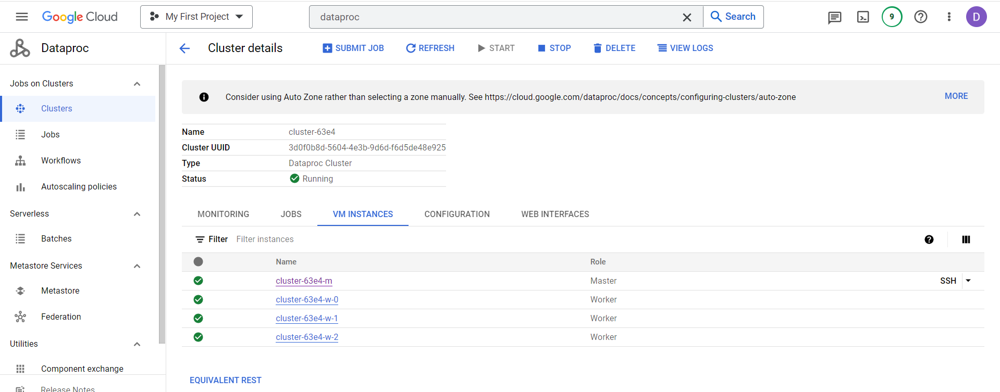 Google Cloud My First Project dataproc Search 9 D
Dataproc
Cluster details SUBMIT JOB REFRESH START STOP DELETE VIEW LOGS
Jobs on Clusters
Clusters
Jobs
Workflows
Autoscaling policies
Serverless
Batches
Metastore Services
Metastore
Federation
Utilities
Component exchange
Release Notes
Consider using Auto Zone rather than selecting a zone manually. See https://cloud.google.com/dataproc/docs/concepts/configuring-clusters/auto-zone MORE
Name cluster-63e4
Cluster UUID 3d0f0b8d-5604-4e3b-9d6d-f6d5de48e925
Type Dataproc Cluster
Status Running
MONITORING JOBS VM INSTANCES CONFIGURATION WEB INTERFACES
Filter Filter instances
Name Role
cluster-63e4-m Master SSH
cluster-63e4-w-0 Worker
cluster-63e4-w-1 Worker
cluster-63e4-w-2 Worker
EQUIVALENT REST